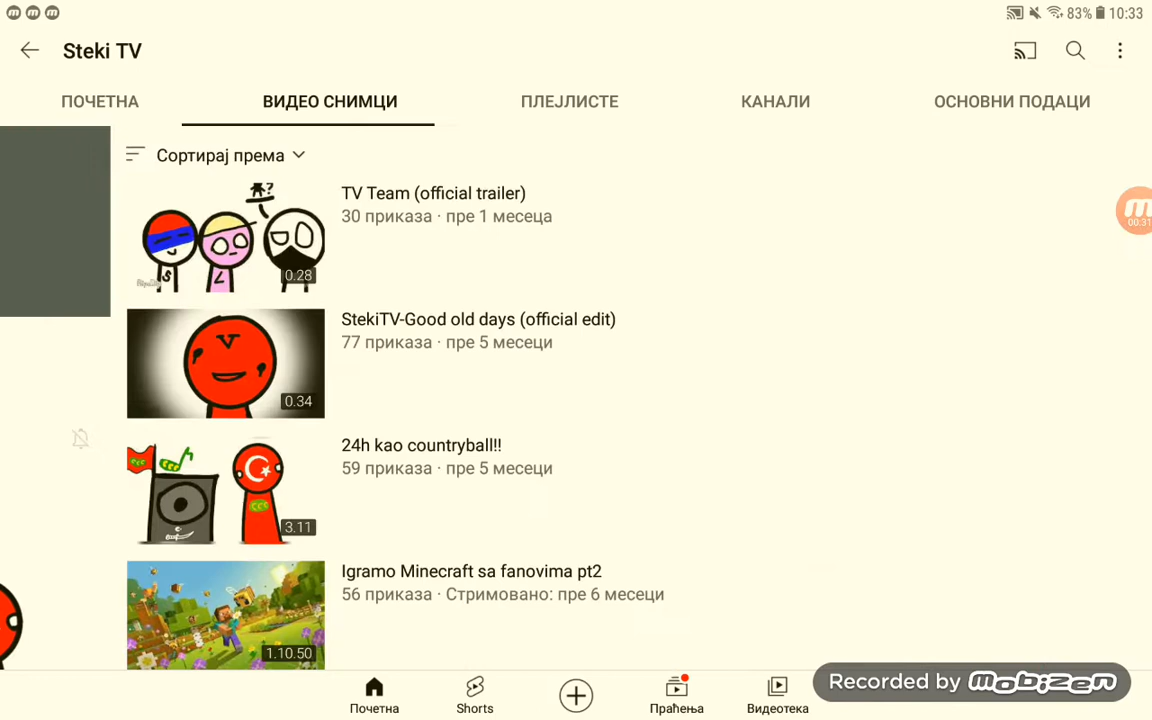 83% 10:33
Steki TV
ПОЧЕТНА ВИДЕО СНИМЦИ ПЛЕЈЛИСТЕ КАНАЛИ ОСНОВНИ ПОДАЦИ
Сортирај према
TV Team (official trailer)
30 приказа · пре 1 месеца
S L
0.28
00:31
StekiTV-Good old days (official edit)
77 приказа · пре 5 месеци
V
0.34
24h kao countryball!!
59 приказа · пре 5 месеци
3.11
Igramo Minecraft sa fanovima pt2
56 приказа · Стримовано: пре 6 месеци
1.10.50
Recorded by mobizen
Почетна Shorts Праћења Видеотека